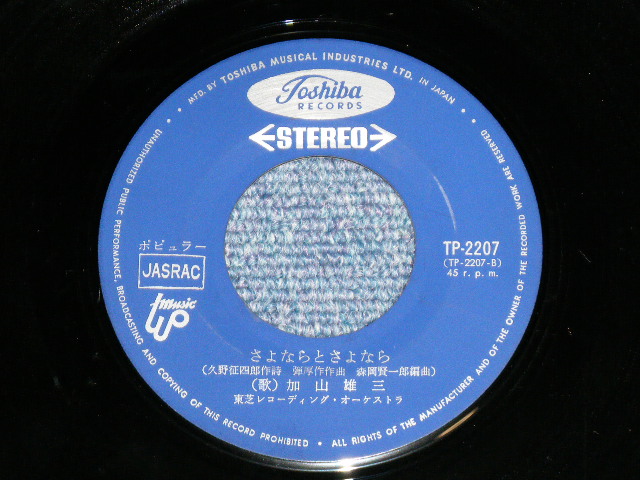 MFD. BY TOSHIBA MUSICAL INDUSTRIES LTD. IN JAPAN
Toshiba
RECORDS
STEREO
ポピュラー
JASRAC
music
TP-2207
(TP-2207-B)
45 r. p. m.
さよならとさよなら
(久野征四郎作詩 弾厚作作曲 森岡賢一郎編曲)
(歌) 加山雄三
東芝レコーディング・オーケストラ
UNAUTHORIZED PUBLIC PERFORMANCE, BROADCASTING AND COPYING OF THIS RECORD PROHIBITED • ALL RIGHTS OF THE MANUFACTURER AND OF THE OWNER OF THE RECORDED WORK ARE RESERVED